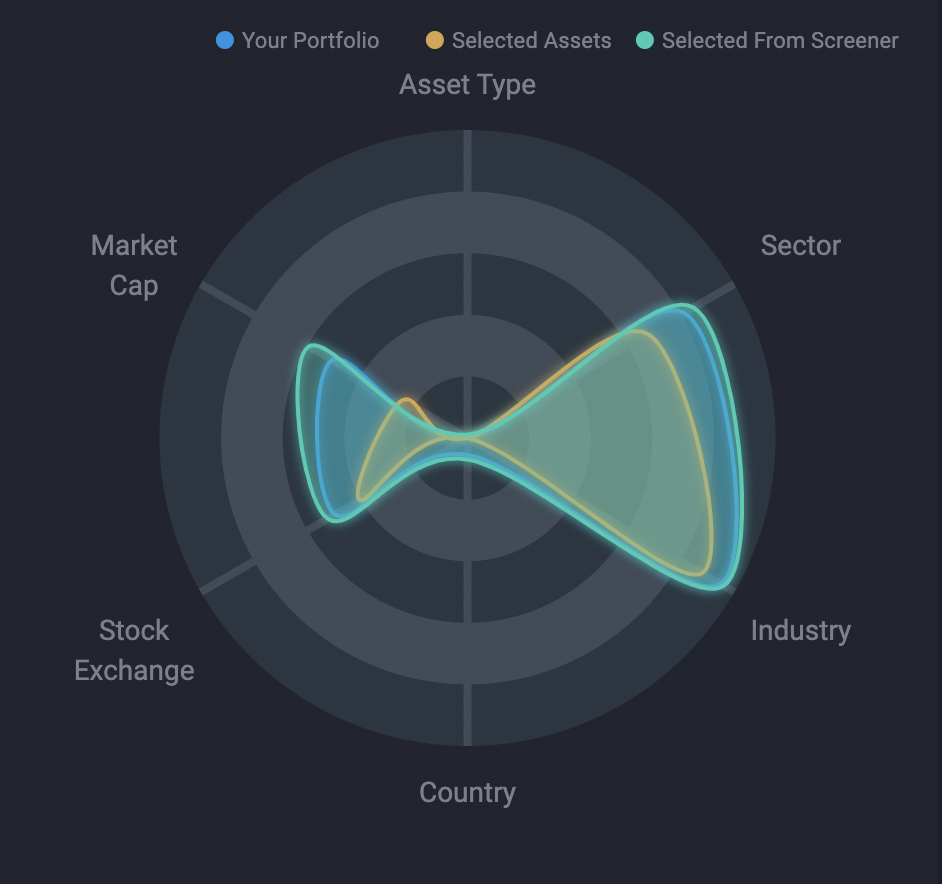 Your Portfolio
Selected Assets
Selected From Screener
Asset Type
Market
Cap
Sector
Stock
Exchange
Industry
Country